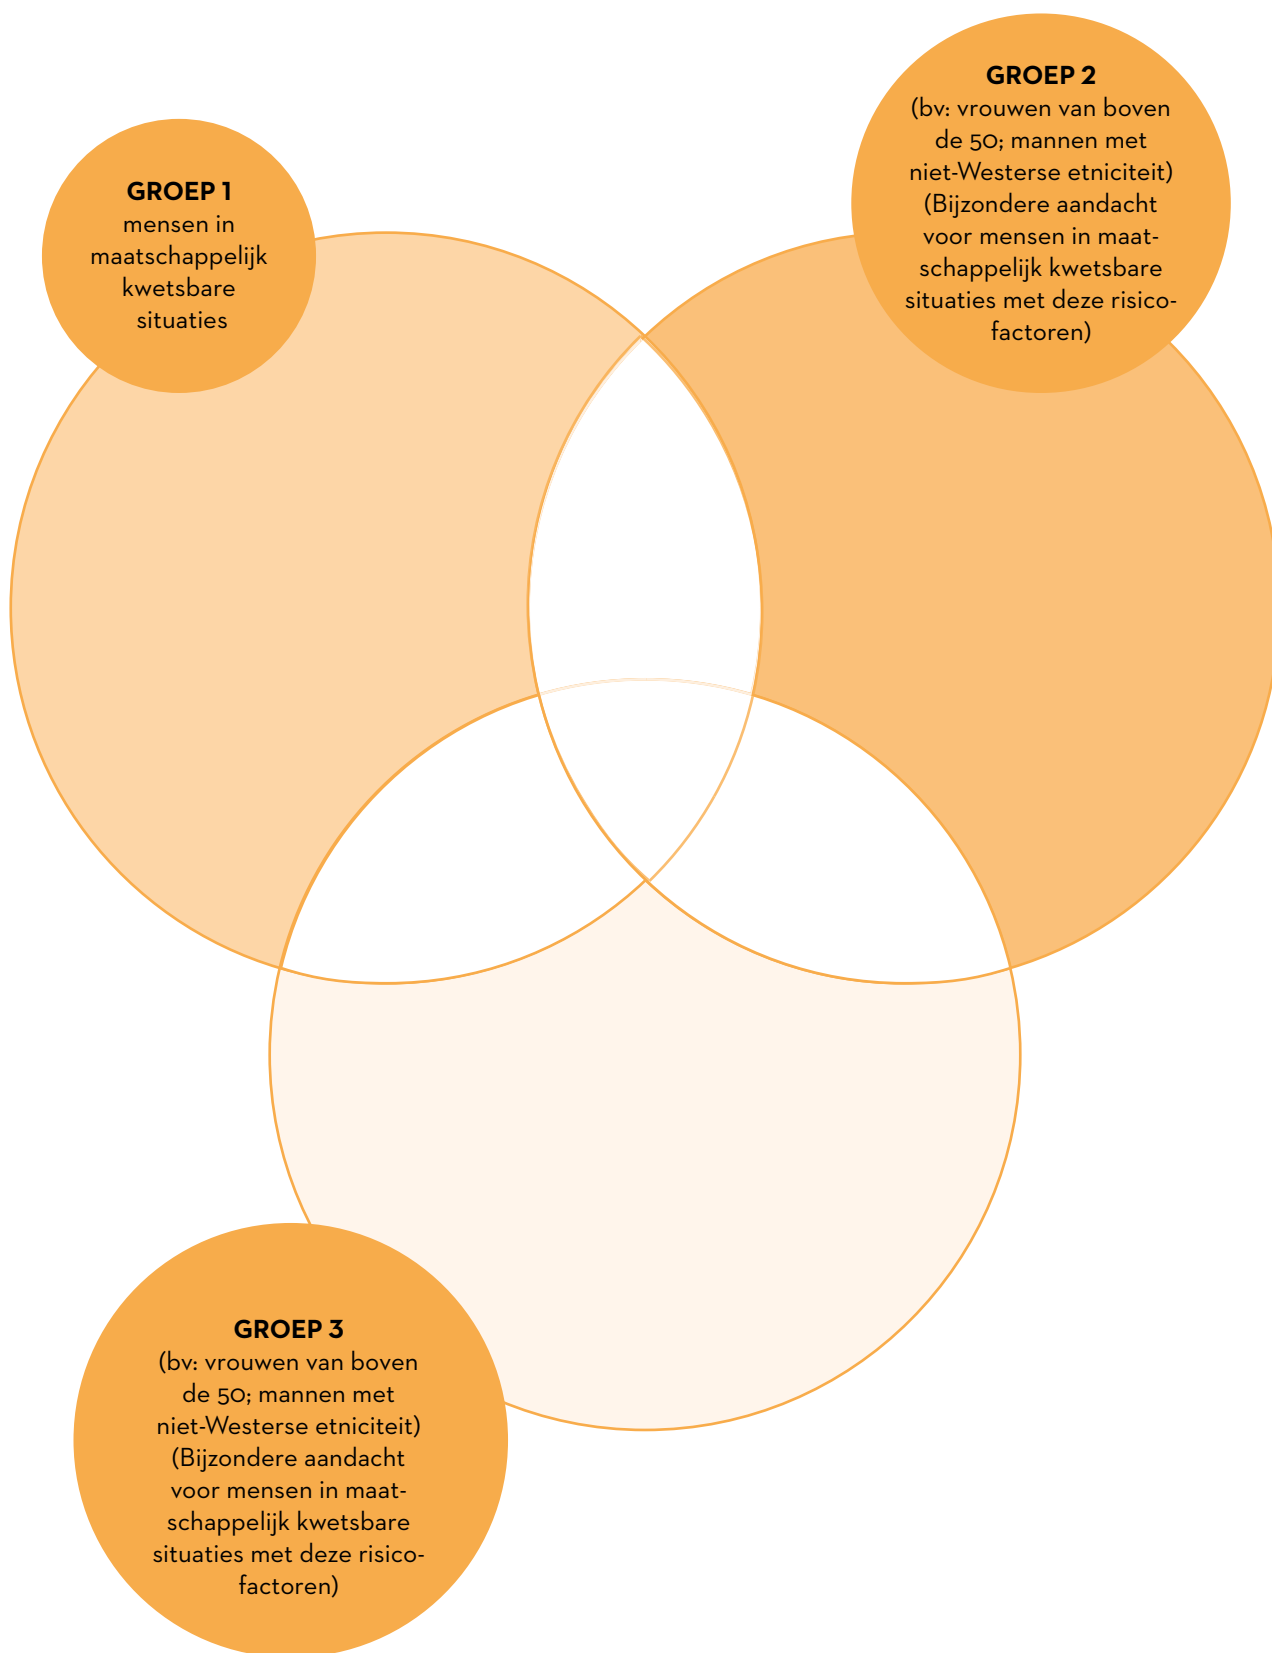 GROEP 1
mensen in
maatschappelijk
kwetsbare
situaties
GROEP 2
(bv: vrouwen van boven
de 50; mannen met
niet-Westerse etniciteit)
(Bijzondere aandacht
voor mensen in maat-
schappelijk kwetsbare
situaties met deze risico-
factoren)
GROEP 3
(bv: vrouwen van boven
de 50; mannen met
niet-Westerse etniciteit)
(Bijzondere aandacht
voor mensen in maat-
schappelijk kwetsbare
situaties met deze risico-
factoren)